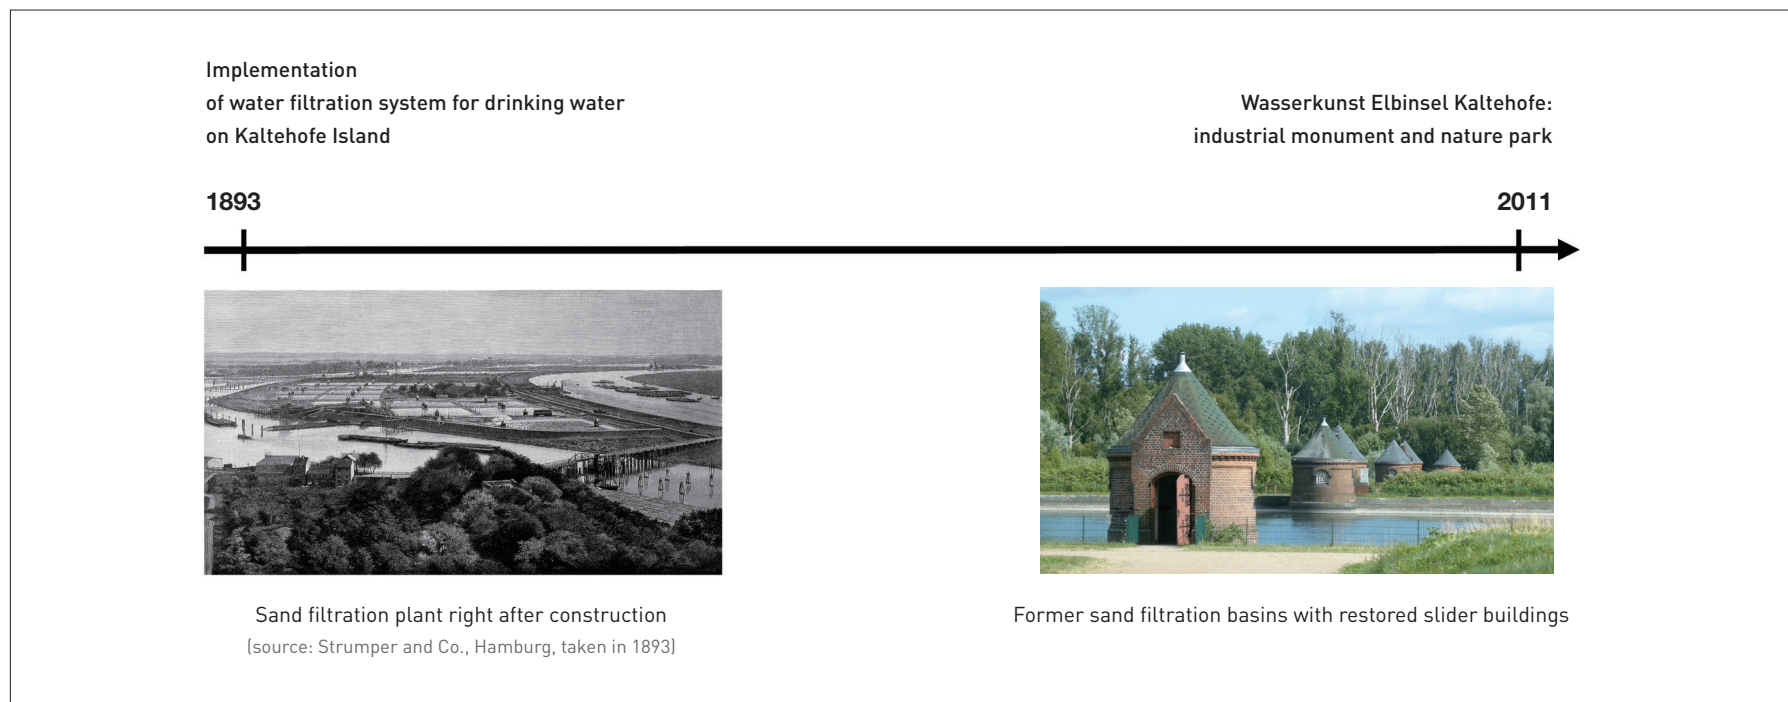 Implementation
of water filtration system for drinking water
on Kaltehofe Island
Wasserkunst Elbinsel Kaltehofe:
industrial monument and nature park
1893
2011
Sand filtration plant right after construction
(source: Strumper and Co., Hamburg, taken in 1893)
Former sand filtration basins with restored slider buildings